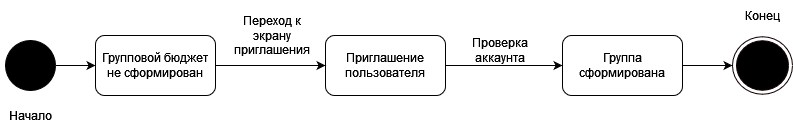 Начало
Групповой бюджет
не сформирован
Переход к
экрану
приглашения
Приглашение
пользователя
Проверка
аккаунта
Группа
сформирована
Конец